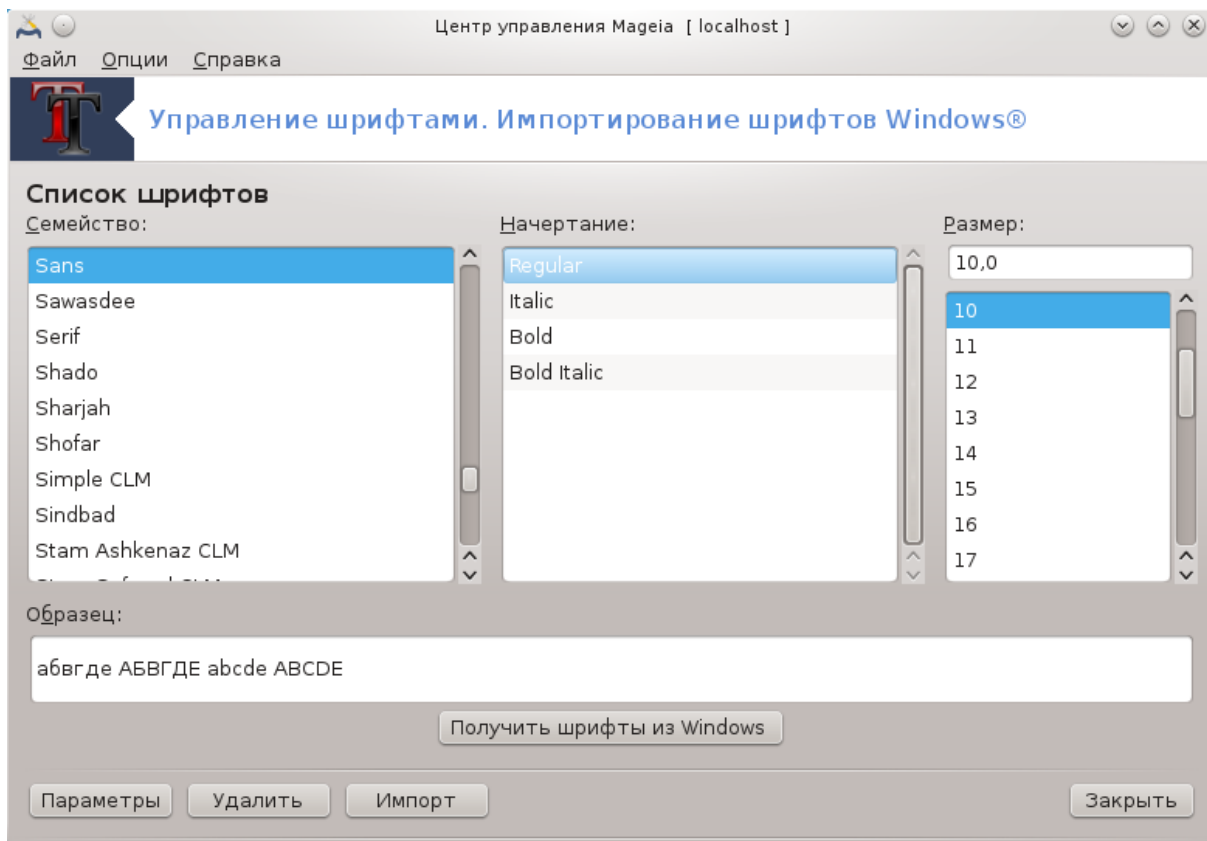 Центр управления Mageia [ localhost ]
Файл Опции Справка
Управление шрифтами. Импортирование шрифтов Windows®
Список шрифтов
Семейство: Начертание: Размер:
Sans Regular 10,0
Sawasdee Italic 10
Serif Bold 11
Shado Bold Italic 12
Sharjah 13
Shofar 14
Simple CLM 15
Sindbad 16
Stam Ashkenaz CLM 17
Образец:
абвгде АБВГДЕ abcde ABCDE
Получить шрифты из Windows
Параметры Удалить Импорт Закрыть